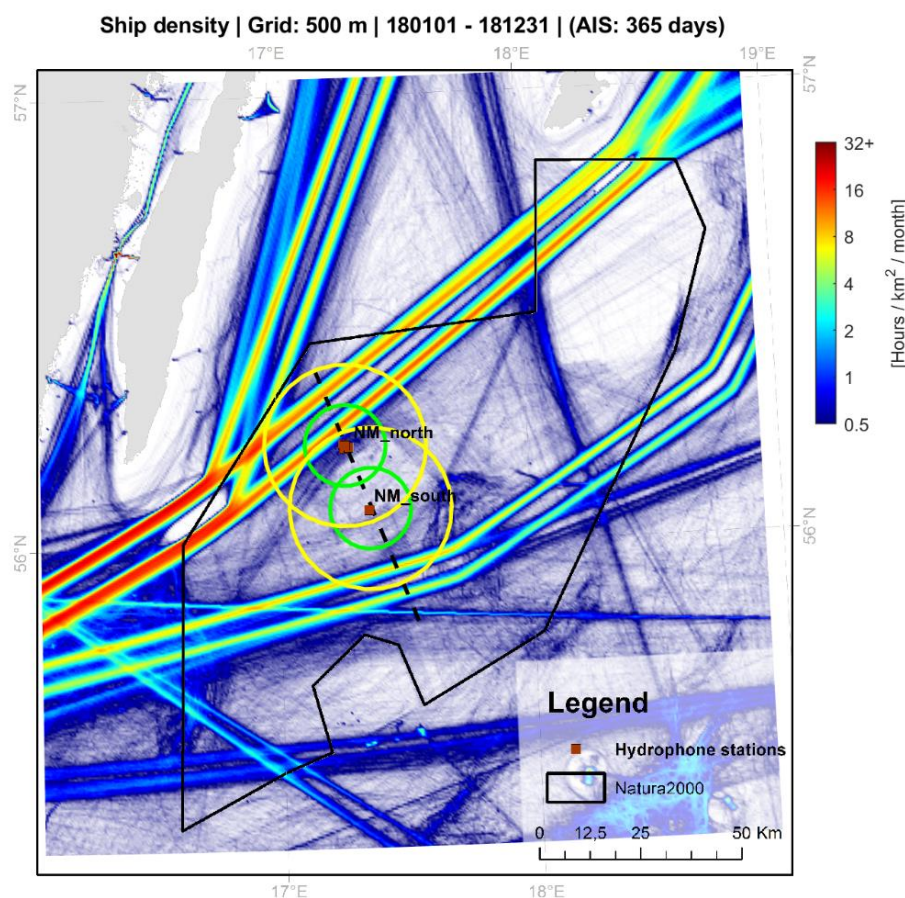 Ship density | Grid: 500 m | 180101 - 181231 | (AIS: 365 days)
17°E 18°E 19°E
57°N
57°N
32+
16
8
4
2
1
0.5
[Hours / km² / month]
NM_north
NM_south
56°N
56°N
Legend
Hydrophone stations
Natura2000
0 12,5 25 50 Km
17°E 18°E